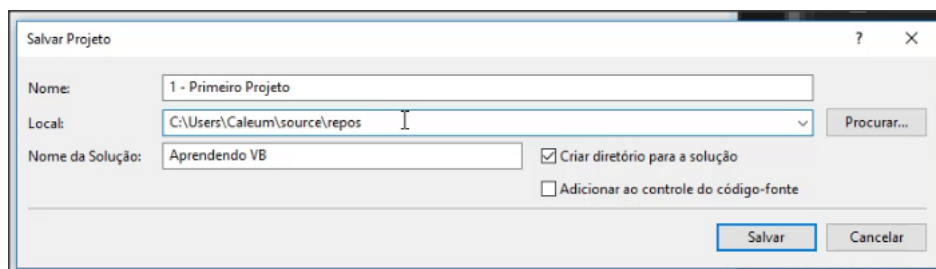 Salvar Projeto ?
Nome: 1 - Primeiro Projeto
Local: C:\Users\Caleum\source\repos Procurar...
Nome da Solução: Aprendendo VB Criar diretório para a solução
Adicionar ao controle do código-fonte
Salvar Cancelar